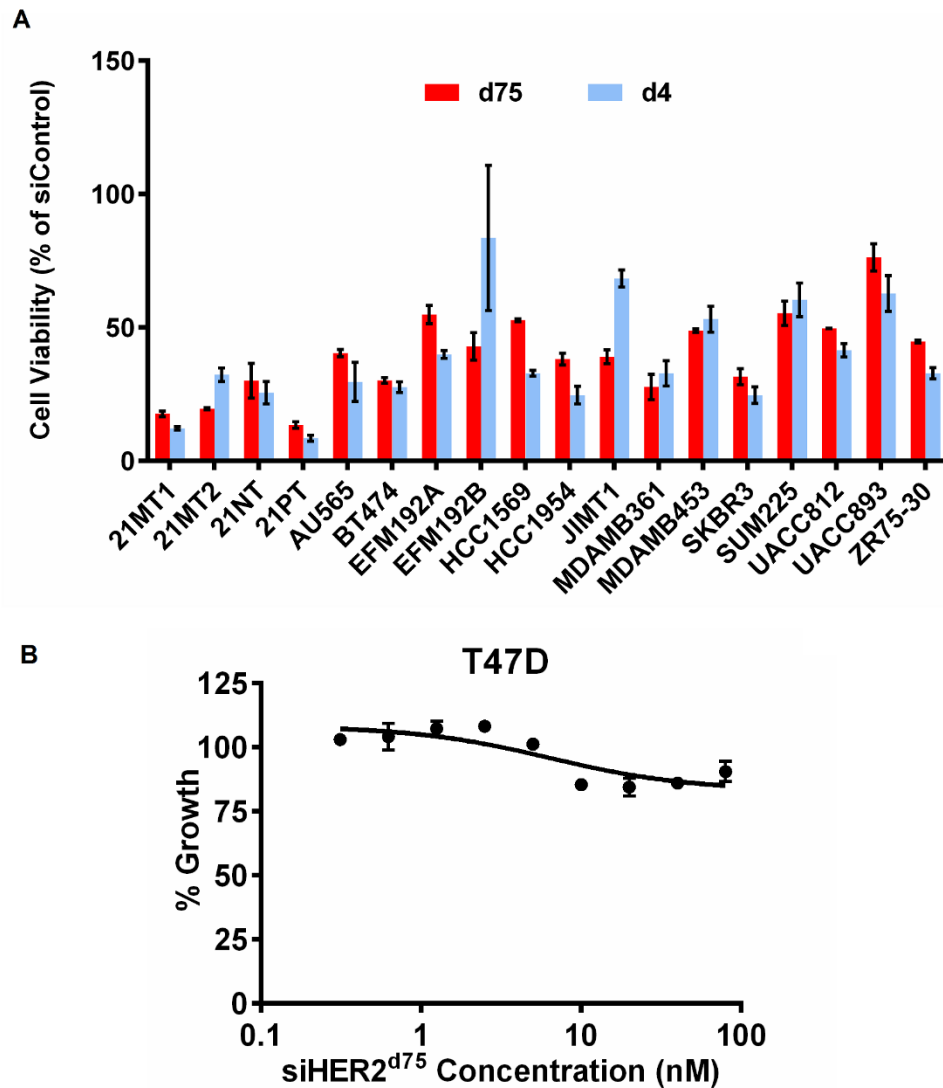 A
Cell Viability (% of siControl)
150
100
50
0
d75
d4
21MT1
21MT2
21NT
21PT
AU565
BT474
EFM192A
EFM192B
HCC1569
HCC1954
JIMT1
MDAMB361
MDAMB453
SKBR3
SUM225
UACC812
UACC893
ZR75-30
B
T47D
% Growth
125
100
75
50
25
0
0.1
1
10
100
siHER2^d75 Concentration (nM)